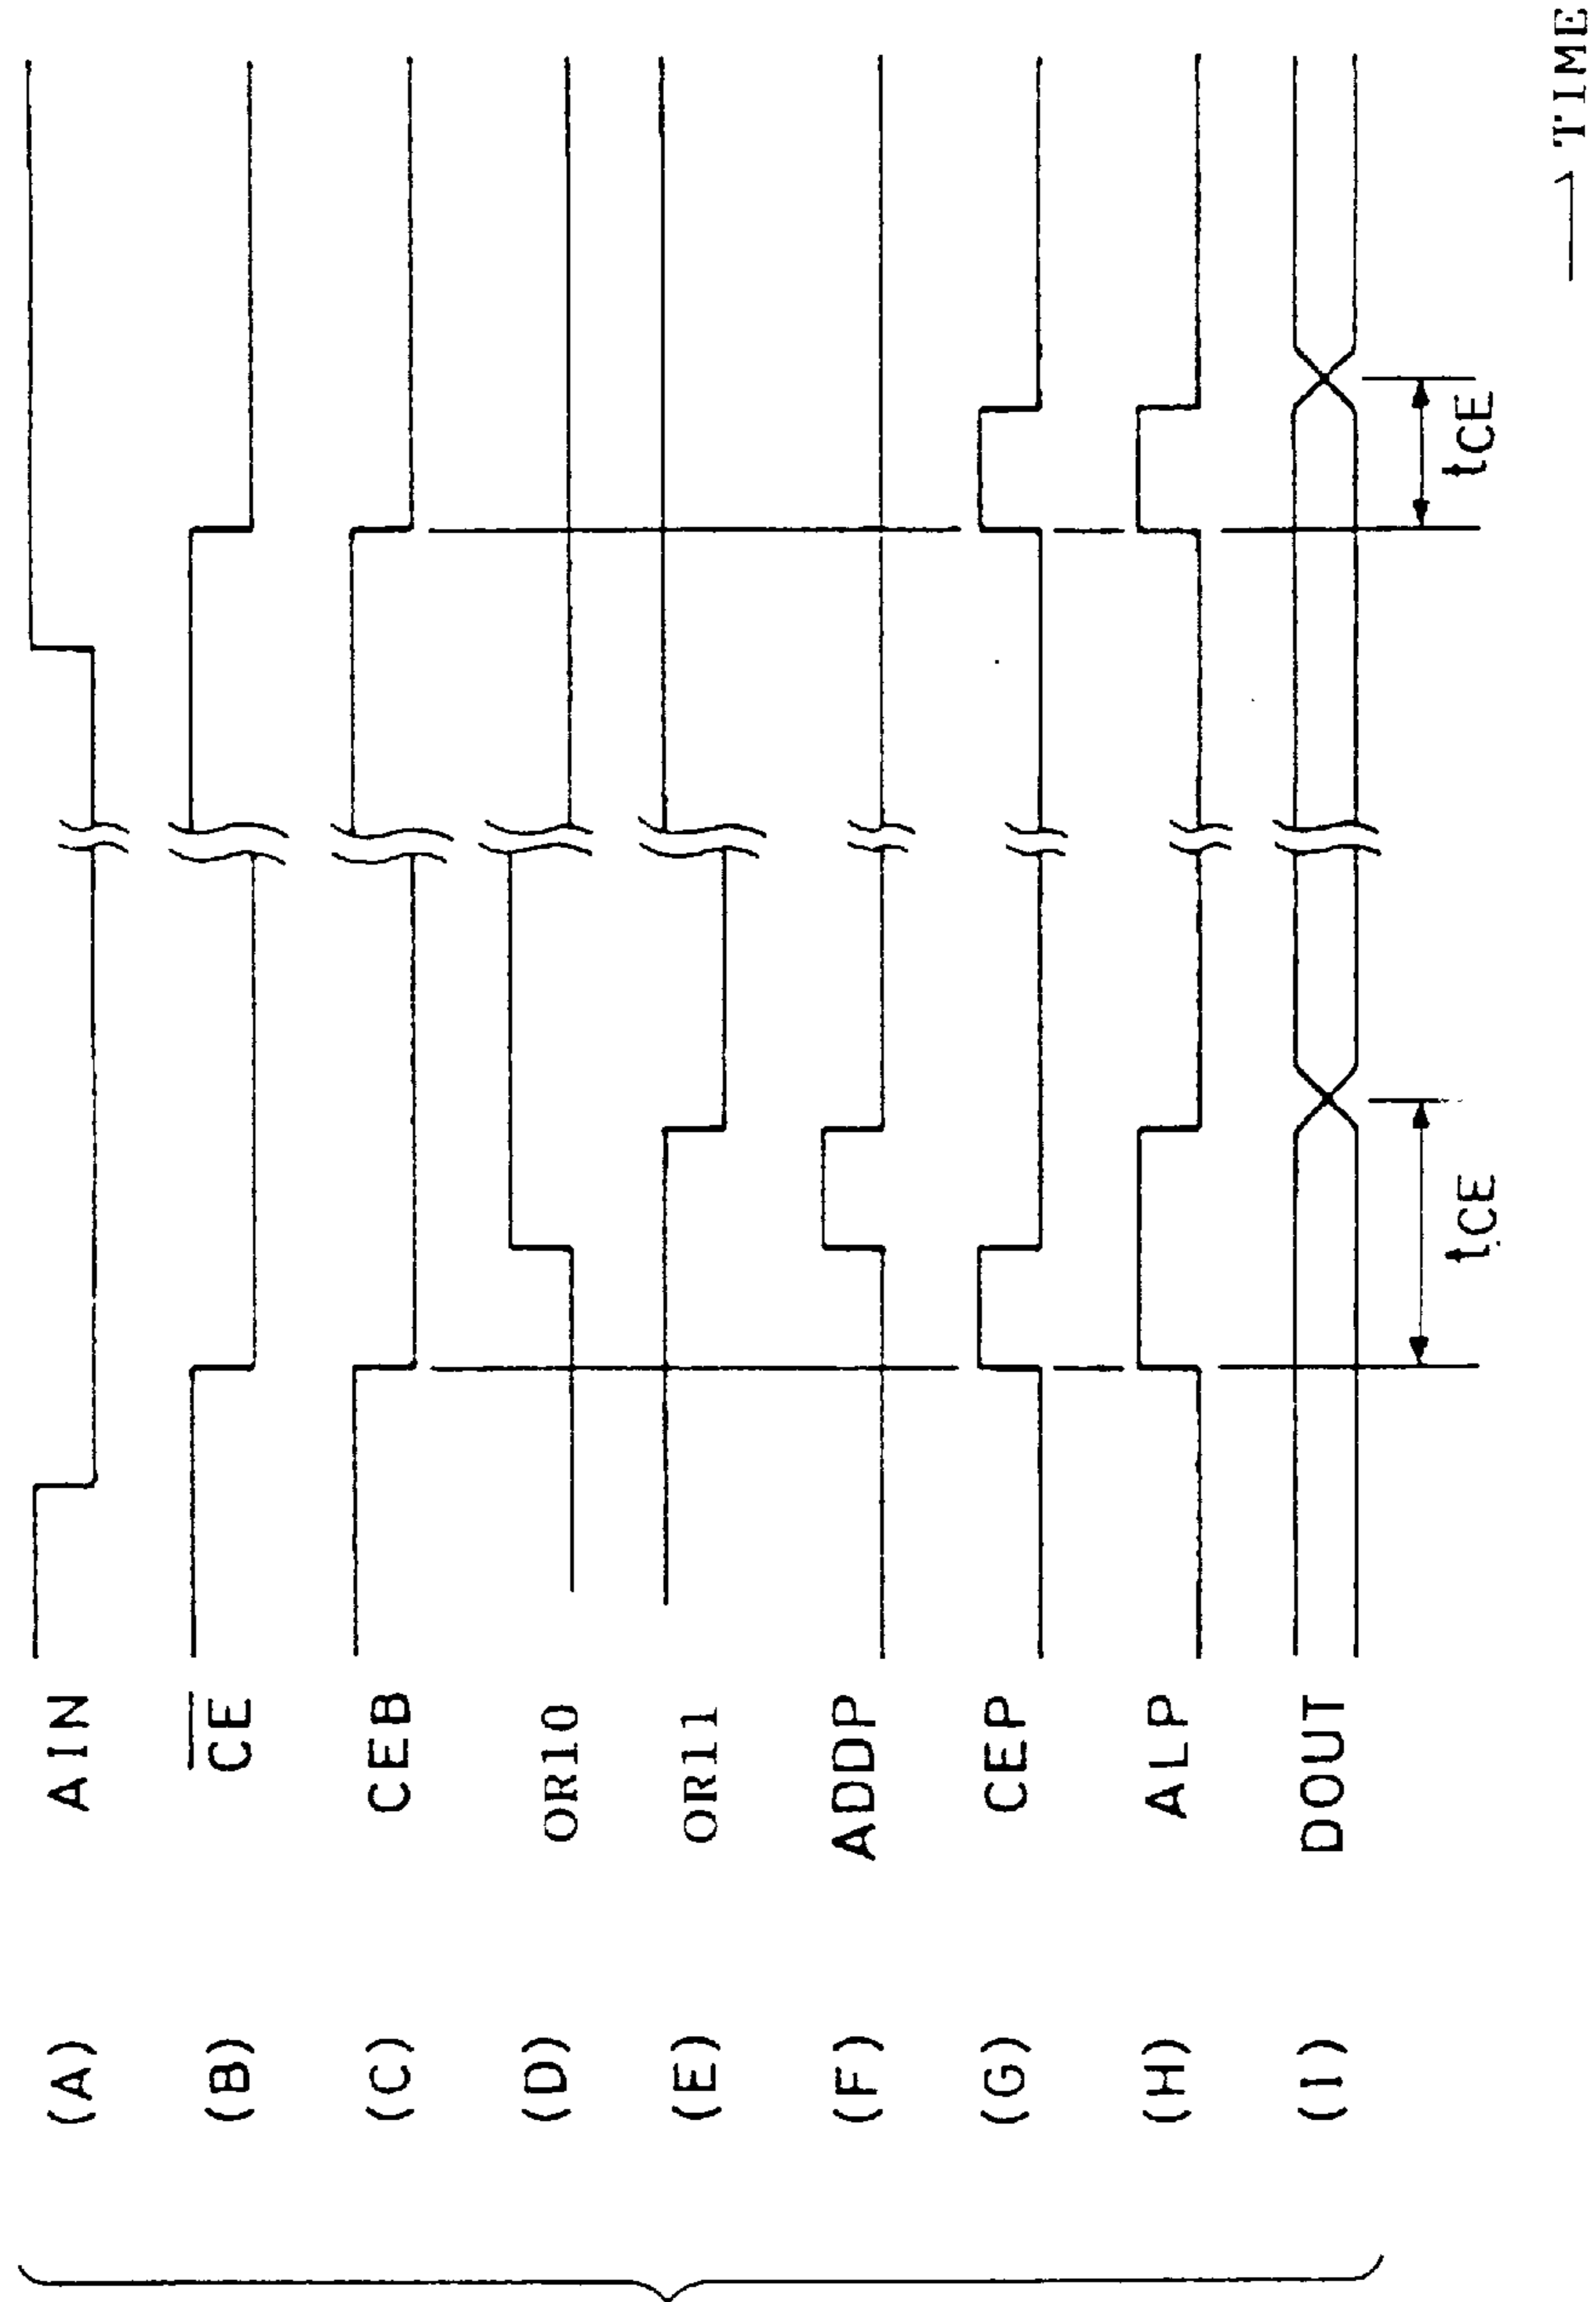 (A) AIN
(B) CE
(C) CEB
(D) OR10
(E) OR11
(F) ADDP
(G) CEP
(H) ALP
(I) DOUT
tCE tCE
TIME